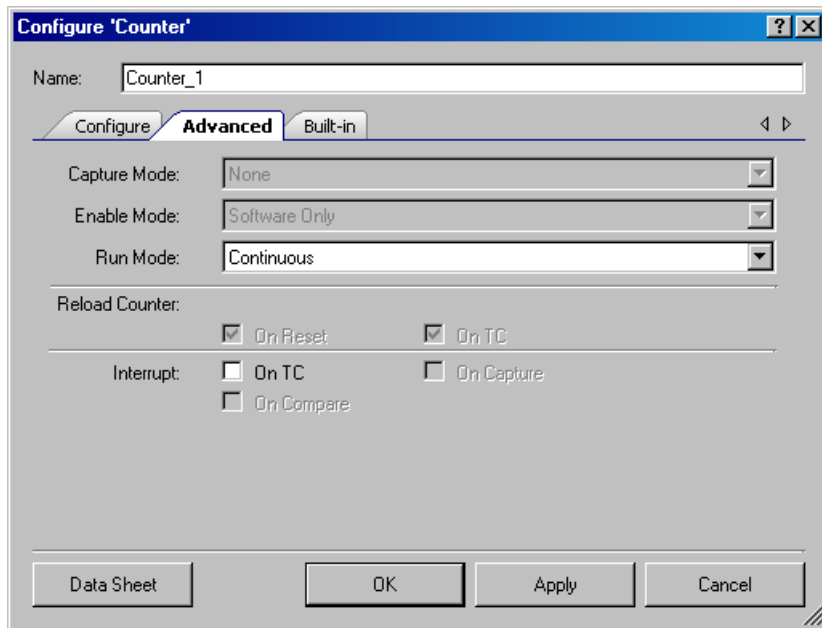 Configure 'Counter'
Name: Counter_1
Configure Advanced Built-in
Capture Mode: None
Enable Mode: Software Only
Run Mode: Continuous
Reload Counter:
On Reset On TC
Interrupt: On TC On Capture
On Compare
Data Sheet OK Apply Cancel